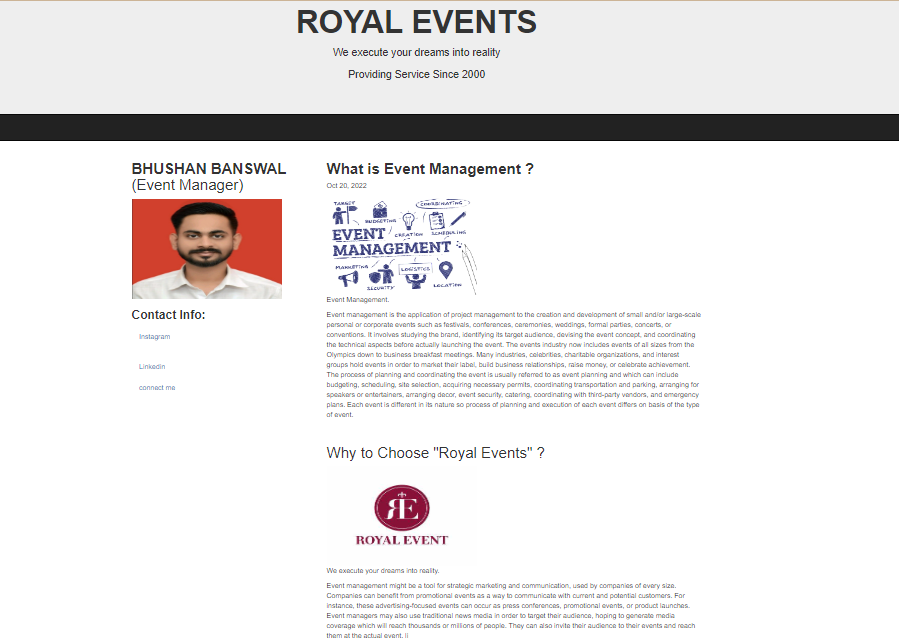 ROYAL EVENTS
We execute your dreams into reality
Providing Service Since 2000
BHUSHAN BANSWAL
(Event Manager)
Contact Info:
Instagram
Linkedin
connect me
What is Event Management ?
Oct 20, 2022
TARGET
BUDGETING
COORDINATING
CREATION
SCHEDULING
EVENT
MANAGEMENT
MARKETING
SECURITY
LOGISTICS
LOCATION
Event Management.
Event management is the application of project management to the creation and development of small and/or large-scale
personal or corporate events such as festivals, conferences, ceremonies, weddings, formal parties, concerts, or
conventions. It involves studying the brand, identifying its target audience, devising the event concept, and coordinating
the technical aspects before actually launching the event. The events industry now includes events of all sizes from the
Olympics down to business breakfast meetings. Many industries, celebrities, charitable organizations, and interest
groups hold events in order to market their label, build business relationships, raise money, or celebrate achievement.
The process of planning and coordinating the event is usually referred to as event planning and which can include
budgeting, scheduling, site selection, acquiring necessary permits, coordinating transportation and parking, arranging for
speakers or entertainers, arranging decor, event security, catering, coordinating with third-party vendors, and emergency
plans. Each event is different in its nature so process of planning and execution of each event differs on basis of the type
of event.
Why to Choose "Royal Events" ?
RE
ROYAL EVENT
We execute your dreams into reality.
Event management might be a tool for strategic marketing and communication, used by companies of every size.
Companies can benefit from promotional events as a way to communicate with current and potential customers. For
instance, these advertising-focused events can occur as press conferences, promotional events, or product launches.
Event managers may also use traditional news media in order to target their audience, hoping to generate media
coverage which will reach thousands or millions of people. They can also invite their audience to their events and reach
them at the actual event. li